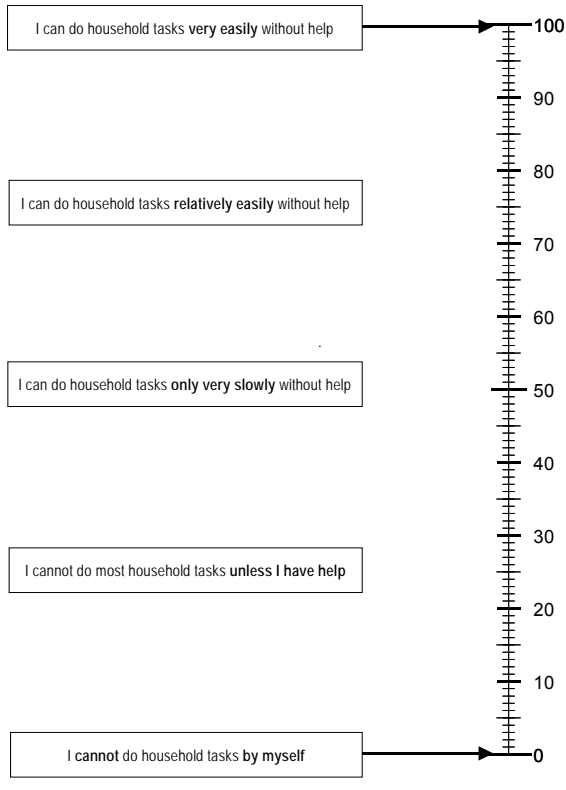 I can do household tasks very easily without help
100
90
80
I can do household tasks relatively easily without help
70
60
I can do household tasks only very slowly without help
50
40
30
I cannot do most household tasks unless I have help
20
10
I cannot do household tasks by myself
0